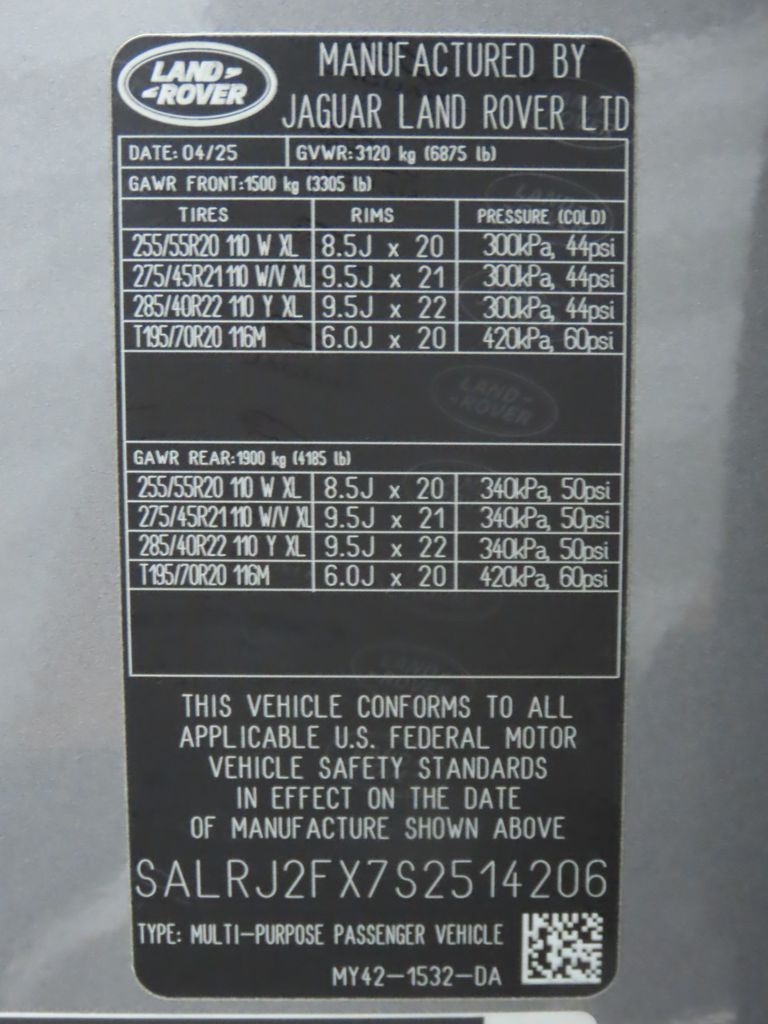 LAND ROVER
MANUFACTURED BY
JAGUAR LAND ROVER LTD
DATE: 04/25 GVWR: 3120 kg (6875 lb)
GAWR FRONT: 1500 kg (3305 lb)
TIRES RIMS PRESSURE (COLD)
255/55R20 110 W XL 8.5J x 20 300kPa, 44psi
275/45R21 110 W/V XL 9.5J x 21 300kPa, 44psi
285/40R22 110 Y XL 9.5J x 22 300kPa, 44psi
T195/70R20 116M 6.0J x 20 420kPa, 60psi
LAND ROVER
GAWR REAR: 1900 kg (4185 lb)
255/55R20 110 W XL 8.5J x 20 340kPa, 50psi
275/45R21 110 W/V XL 9.5J x 21 340kPa, 50psi
285/40R22 110 Y XL 9.5J x 22 340kPa, 50psi
T195/70R20 116M 6.0J x 20 420kPa, 60psi
THIS VEHICLE CONFORMS TO ALL
APPLICABLE U.S. FEDERAL MOTOR
VEHICLE SAFETY STANDARDS
IN EFFECT ON THE DATE
OF MANUFACTURE SHOWN ABOVE
SALRJ2FX7S2514206
TYPE: MULTI-PURPOSE PASSENGER VEHICLE
MY42-1532-DA